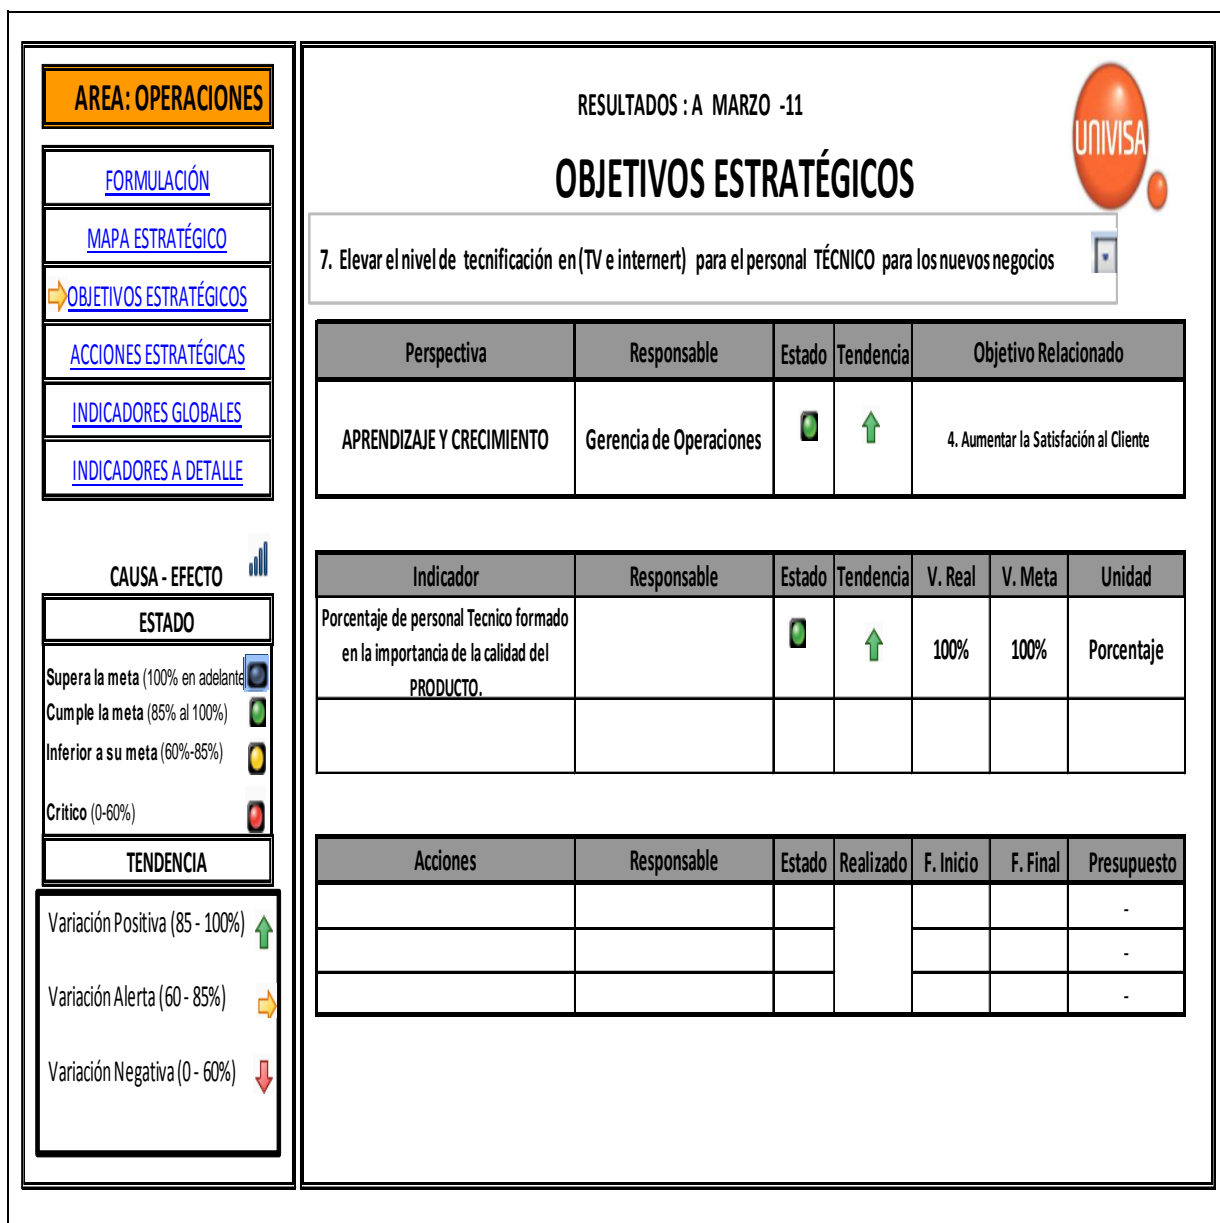 AREA: OPERACIONES
FORMULACIÓN
MAPA ESTRATÉGICO
OBJETIVOS ESTRATÉGICOS
ACCIONES ESTRATÉGICAS
INDICADORES GLOBALES
INDICADORES A DETALLE
CAUSA - EFECTO
ESTADO
Supera la meta (100% en adelante
Cumple la meta (85% al 100%)
Inferior a su meta (60%-85%)
Critico (0-60%)
TENDENCIA
Variación Positiva (85 - 100%)
Variación Alerta (60 - 85%)
Variación Negativa (0 - 60%)
RESULTADOS : A MARZO -11
OBJETIVOS ESTRATÉGICOS
UNIVISA
7. Elevar el nivel de tecnificación en (TV e internert) para el personal TÉCNICO para los nuevos negocios
Perspectiva Responsable Estado Tendencia Objetivo Relacionado
APRENDIZAJE Y CRECIMIENTO Gerencia de Operaciones 4. Aumentar la Satisfación al Cliente
Indicador Responsable Estado Tendencia V. Real V. Meta Unidad
Porcentaje de personal Tecnico formado
en la importancia de la calidad del 100% 100% Porcentaje
PRODUCTO.
Acciones Responsable Estado Realizado F. Inicio F. Final Presupuesto
-
-
-